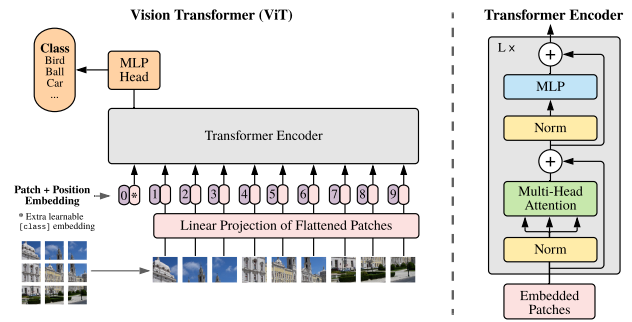 Vision Transformer (ViT)
Class
Bird
Ball
Car
...
MLP
Head
Transformer Encoder
Patch + Position
Embedding
* Extra learnable
[class] embedding
0 * 1 2 3 4 5 6 7 8 9
Linear Projection of Flattened Patches
Transformer Encoder
L ×
+
MLP
Norm
+
Multi-Head
Attention
Norm
Embedded
Patches